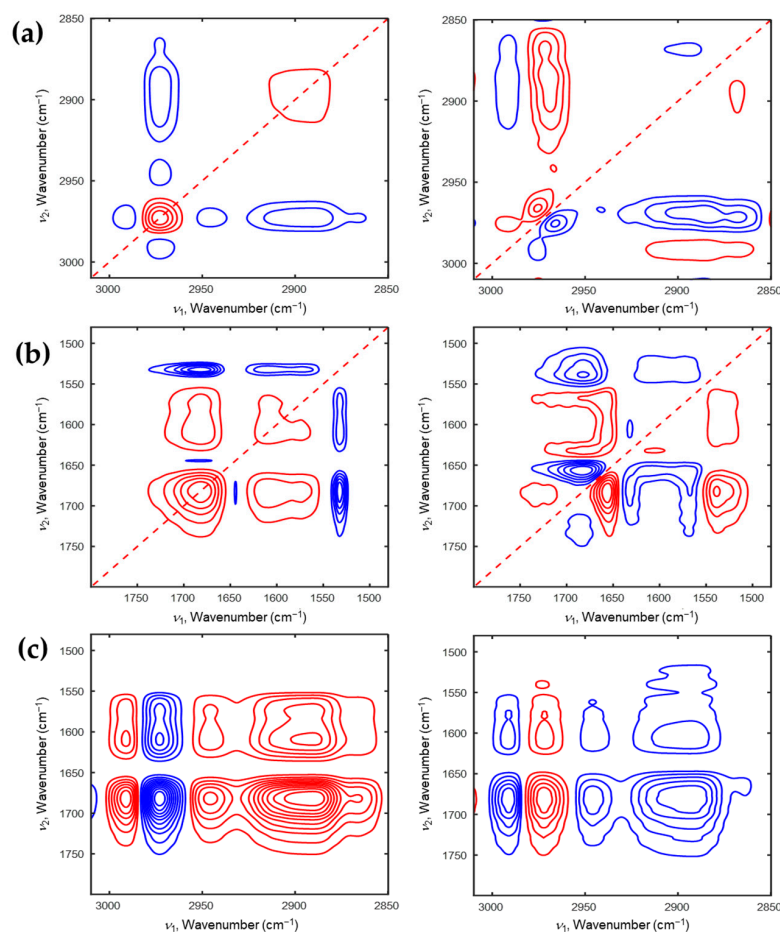 (a)
2850
2900
2950
3000
ν2, Wavenumber (cm⁻¹)
3000 2950 2900 2850
ν1, Wavenumber (cm⁻¹)
2850
2900
2950
3000
ν2, Wavenumber (cm⁻¹)
3000 2950 2900 2850
ν1, Wavenumber (cm⁻¹)
(b)
1500
1550
1600
1650
1700
1750
ν2, Wavenumber (cm⁻¹)
1750 1700 1650 1600 1550 1500
ν1, Wavenumber (cm⁻¹)
1500
1550
1600
1650
1700
1750
ν2, Wavenumber (cm⁻¹)
1750 1700 1650 1600 1550 1500
ν1, Wavenumber (cm⁻¹)
(c)
1500
1550
1600
1650
1700
1750
ν2, Wavenumber (cm⁻¹)
3000 2950 2900 2850
ν1, Wavenumber (cm⁻¹)
1500
1550
1600
1650
1700
1750
ν2, Wavenumber (cm⁻¹)
3000 2950 2900 2850
ν1, Wavenumber (cm⁻¹)